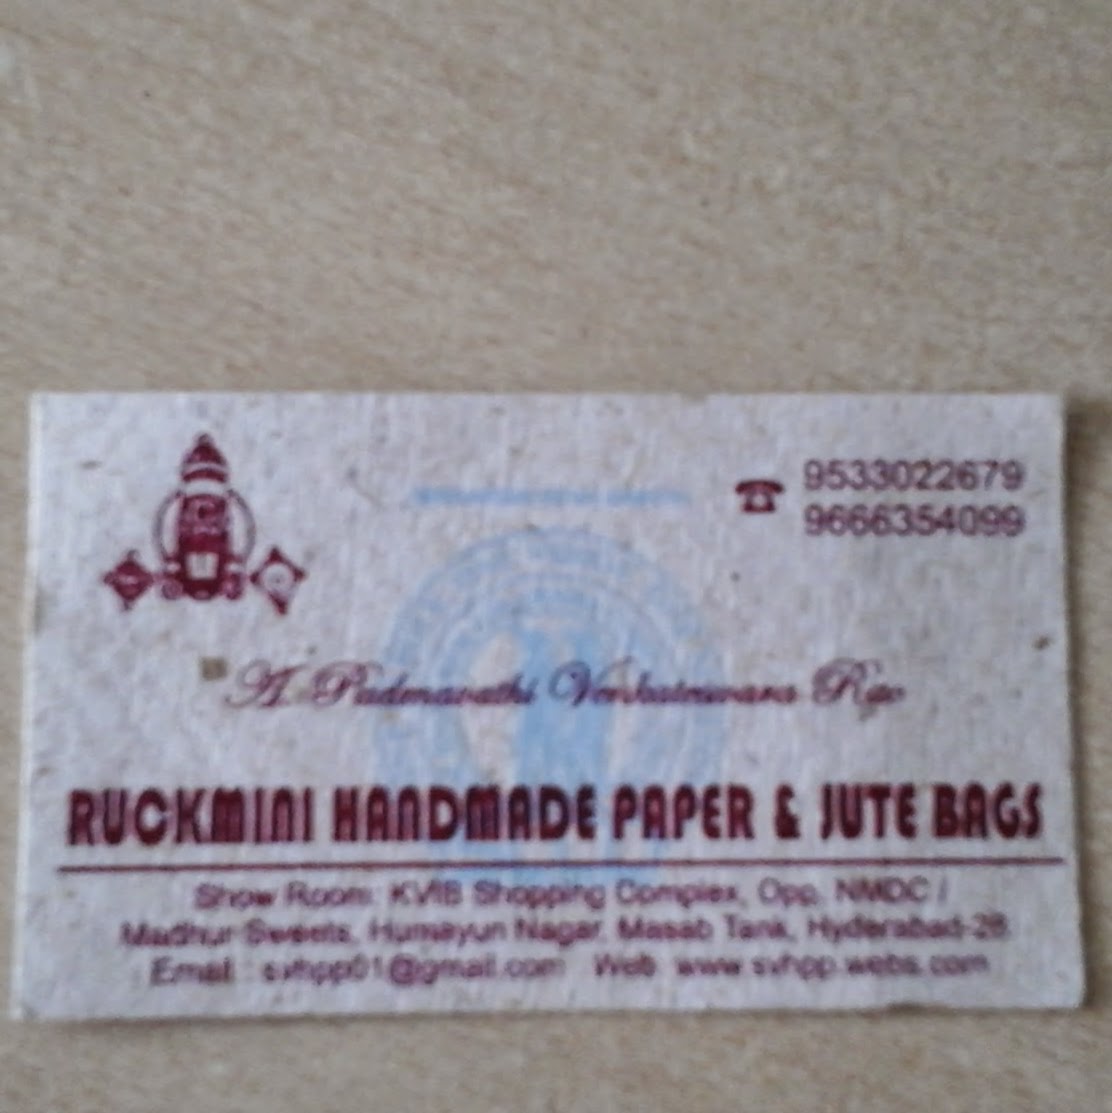 9533022679
9666354099
A. Padmavathi Venkateswara Rao
RUCKMINI HANDMADE PAPER & JUTE BAGS
Show Room: KVIB Shopping Complex, Opp. NMDC /
Madhur Sweets, Humayun Nagar, Masab Tank, Hyderabad-28.
Email : svhpp01@gmail.com Web: www.svhpp.webs.com